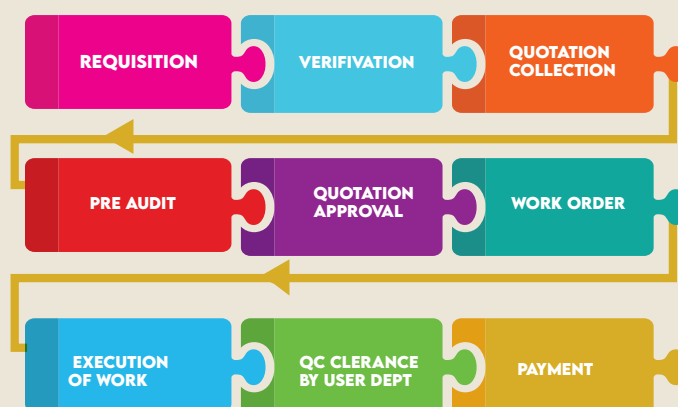 REQUISITION
VERIFIVATION
QUOTATION
COLLECTION
PRE AUDIT
QUOTATION
APPROVAL
WORK ORDER
EXECUTION
OF WORK
QC CLERANCE
BY USER DEPT
PAYMENT